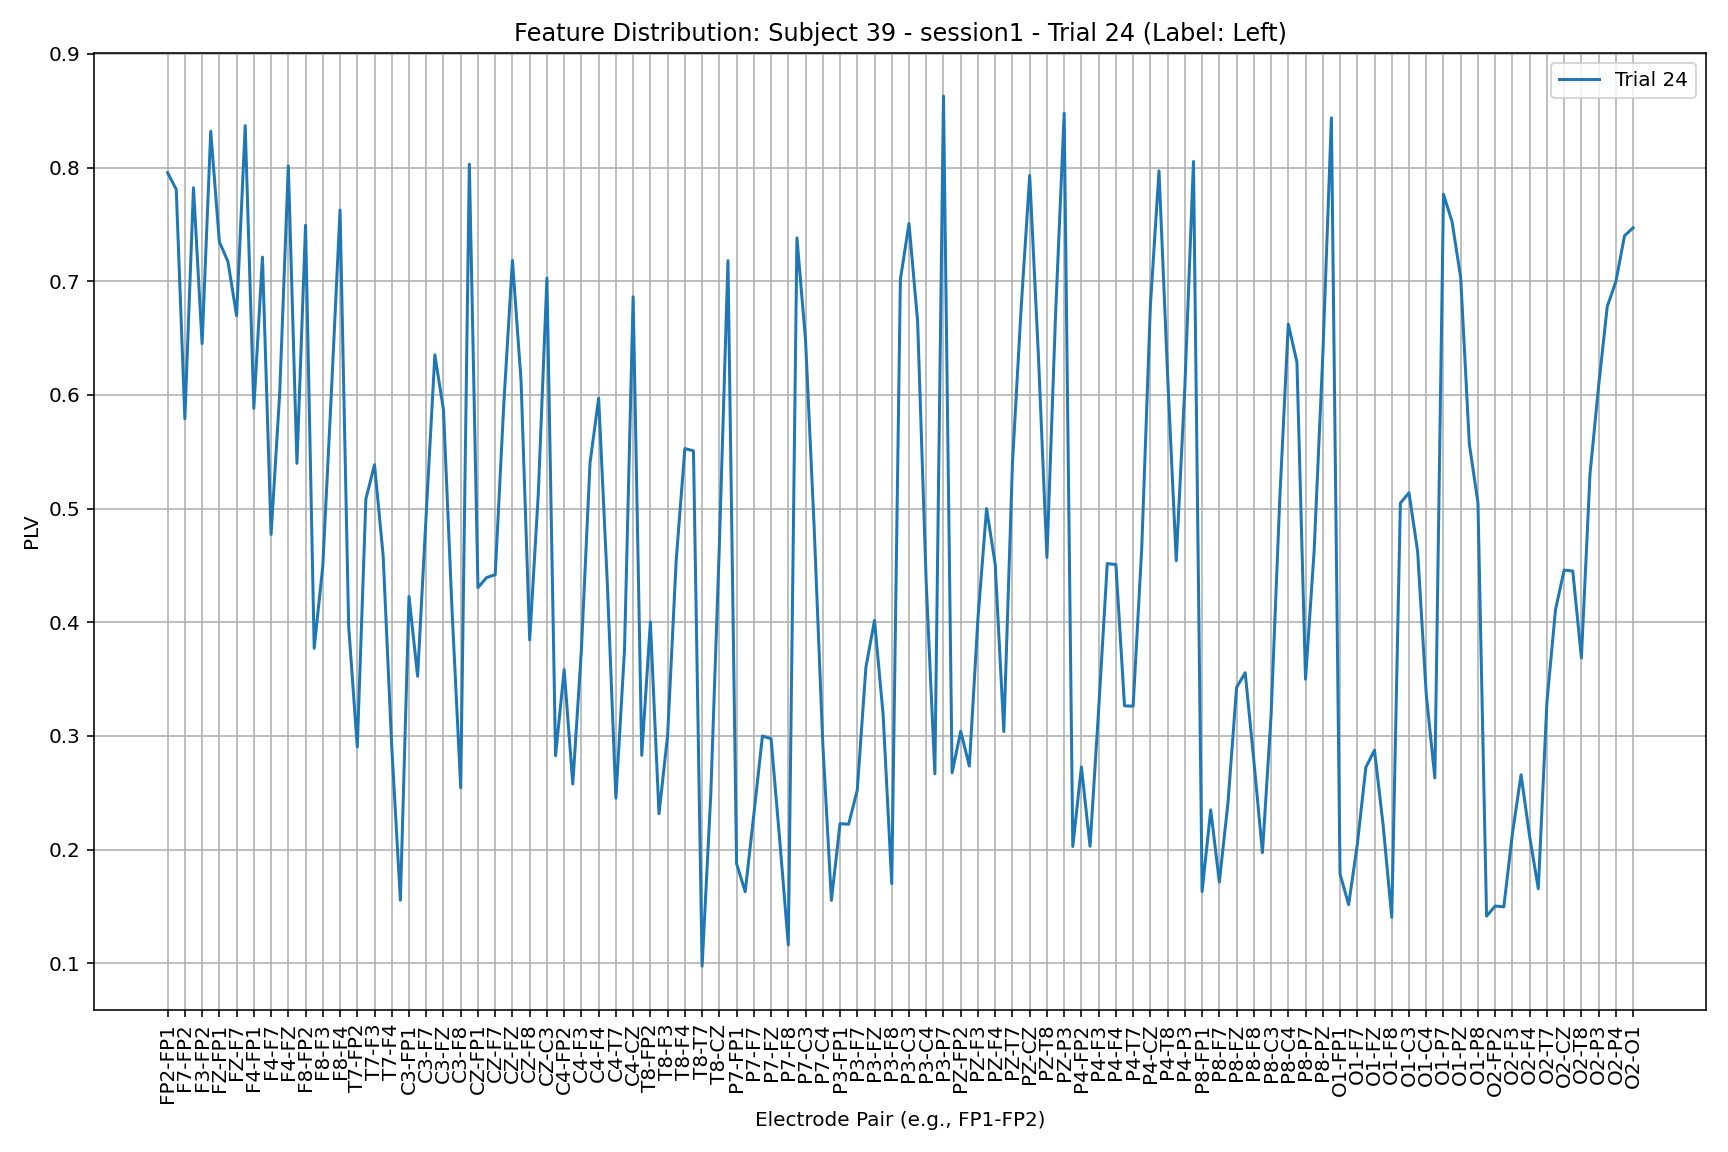 Feature Distribution: Subject 39 - session1 - Trial 24 (Label: Left)
Trial 24
PLV
0.9
0.8
0.7
0.6
0.5
0.4
0.3
0.2
0.1
FP2-FP1
F7-FP2
F3-FP2
FZ-FP1
FZ-F7
F4-FP1
F4-F7
F4-FZ
F8-FP2
F8-F3
F8-F4
T7-FP2
T7-F3
T7-F4
C3-FP1
C3-F7
C3-FZ
C3-F8
CZ-FP1
CZ-F7
CZ-FZ
CZ-F8
CZ-C3
C4-FP2
C4-F3
C4-F4
C4-T7
C4-CZ
T8-FP2
T8-F3
T8-F4
T8-T7
T8-CZ
P7-FP1
P7-F7
P7-FZ
P7-F8
P7-C3
P7-C4
P3-FP1
P3-F7
P3-FZ
P3-F8
P3-C3
P3-C4
P3-P7
PZ-FP2
PZ-F3
PZ-F4
PZ-T7
PZ-CZ
PZ-T8
PZ-P3
P4-FP2
P4-F3
P4-F4
P4-T7
P4-CZ
P4-T8
P4-P3
P8-FP1
P8-F7
P8-FZ
P8-F8
P8-C3
P8-C4
P8-P7
P8-PZ
O1-FP1
O1-F7
O1-FZ
O1-F8
O1-C3
O1-C4
O1-P7
O1-PZ
O1-P8
O2-FP2
O2-F3
O2-F4
O2-T7
O2-CZ
O2-T8
O2-P3
O2-P4
O2-O1
Electrode Pair (e.g., FP1-FP2)